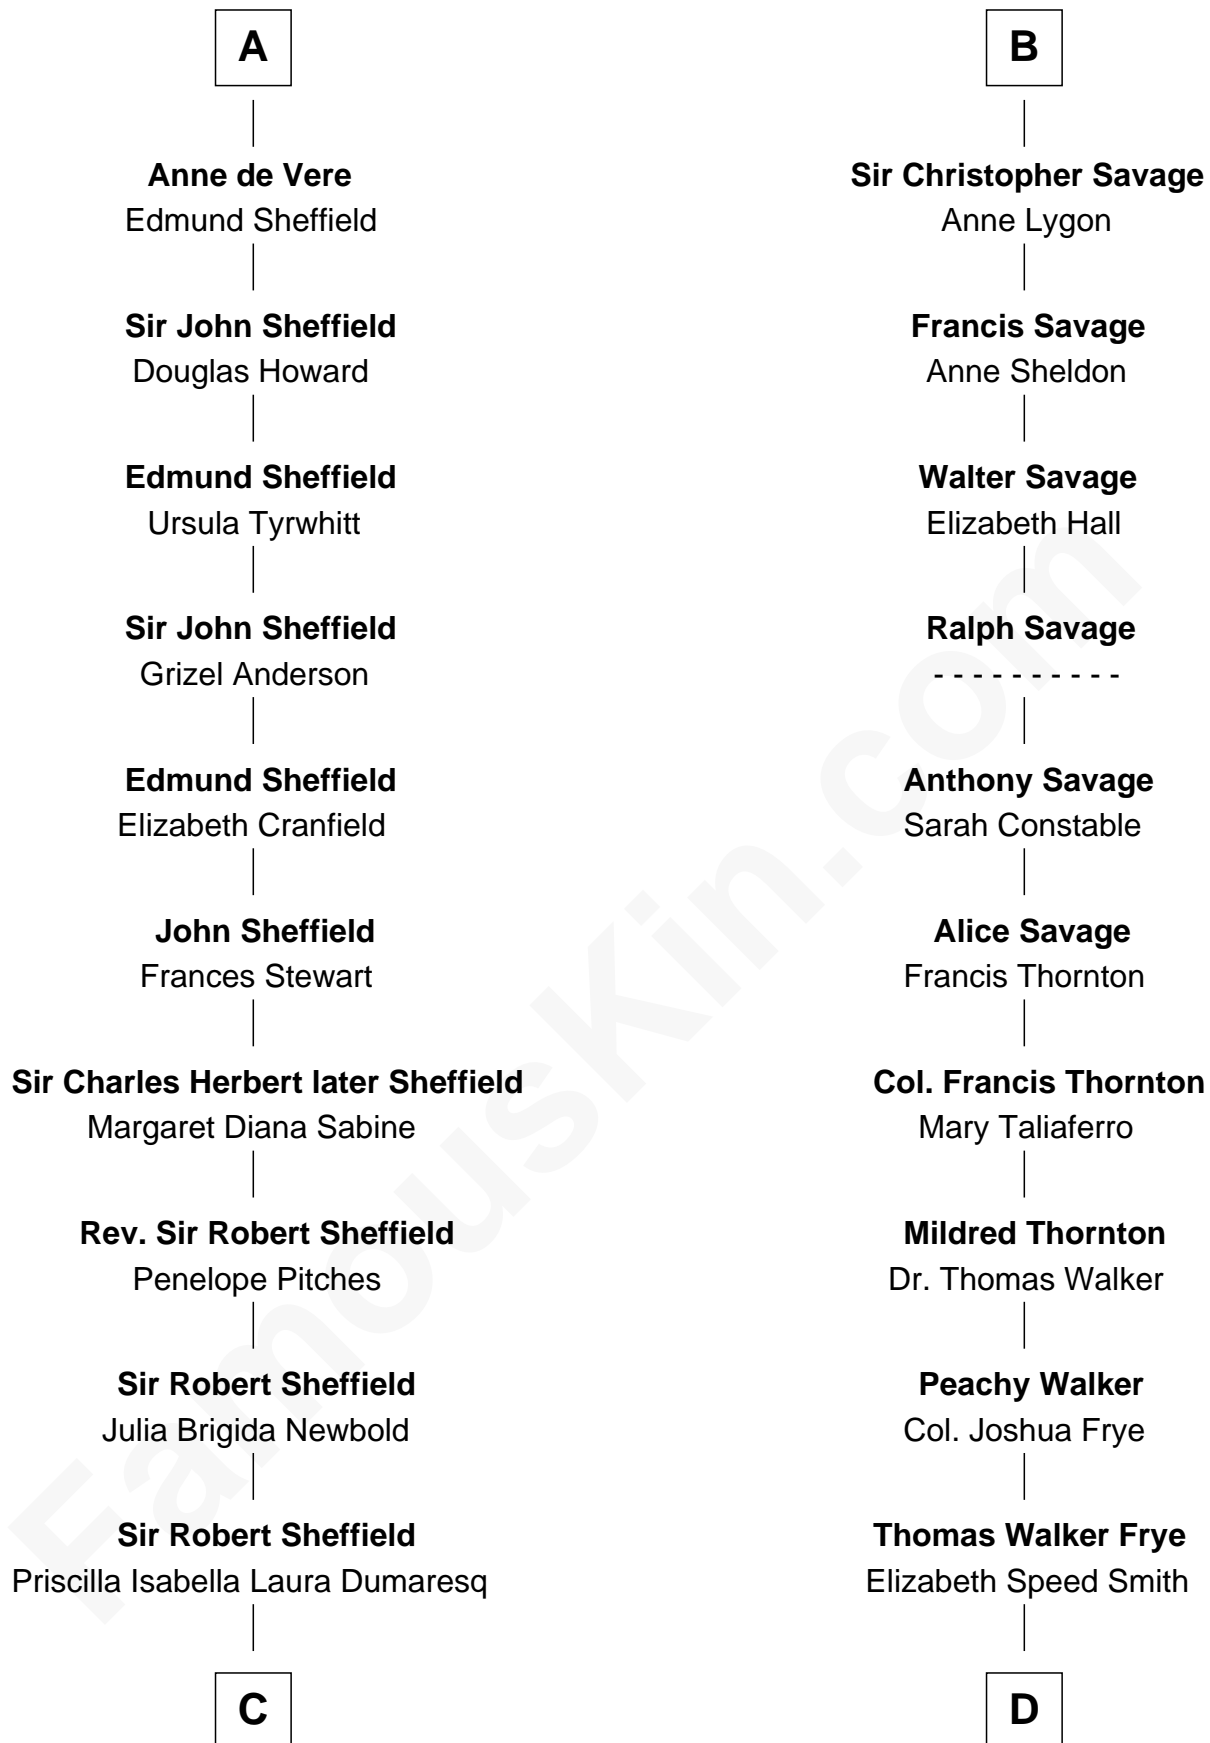 A
Anne de Vere
Edmund Sheffield
Sir John Sheffield
Douglas Howard
Edmund Sheffield
Ursula Tyrwhitt
Sir John Sheffield
Grizel Anderson
Edmund Sheffield
Elizabeth Cranfield
John Sheffield
Frances Stewart
Sir Charles Herbert later Sheffield
Margaret Diana Sabine
Rev. Sir Robert Sheffield
Penelope Pitches
Sir Robert Sheffield
Julia Brigida Newbold
Sir Robert Sheffield
Priscilla Isabella Laura Dumaresq
C
B
Sir Christopher Savage
Anne Lygon
Francis Savage
Anne Sheldon
Walter Savage
Elizabeth Hall
Ralph Savage
- - - - - - - - - -
Anthony Savage
Sarah Constable
Alice Savage
Francis Thornton
Col. Francis Thornton
Mary Taliaferro
Mildred Thornton
Dr. Thomas Walker
Peachy Walker
Col. Joshua Frye
Thomas Walker Frye
Elizabeth Speed Smith
D
FamousKin.com